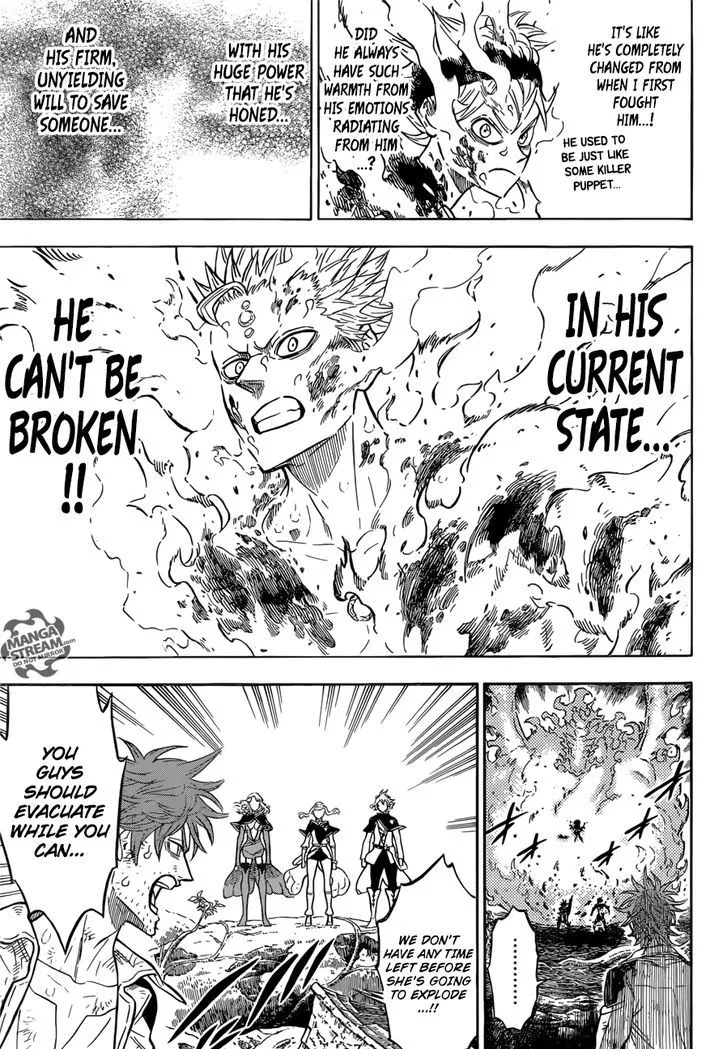 IT'S LIKE
HE'S COMPLETELY
CHANGED FROM
WHEN I FIRST
FOUGHT
HIM...!
HE USED
TO
BE JUST LIKE
SOME KILLER
PUPPET...
DID
HE ALWAYS
HAVE SUCH
WARMTH FROM
HIS EMOTIONS
RADIATING
FROM HIM
...?
WITH HIS
HUGE POWER
THAT HE'S
HONED...
AND
HIS FIRM,
UNYIELDING
WILL TO SAVE
SOMEONE...
IN HIS
CURRENT
STATE...
HE
CAN'T BE
BROKEN
!!
MANGA
STREAM.com
DO NOT MIRROR
.......
WE DON'T
HAVE ANY TIME
LEFT BEFORE
SHE'S GOING
TO EXPLODE
...!!
YOU
GUYS
SHOULD
EVACUATE
WHILE YOU
CAN...